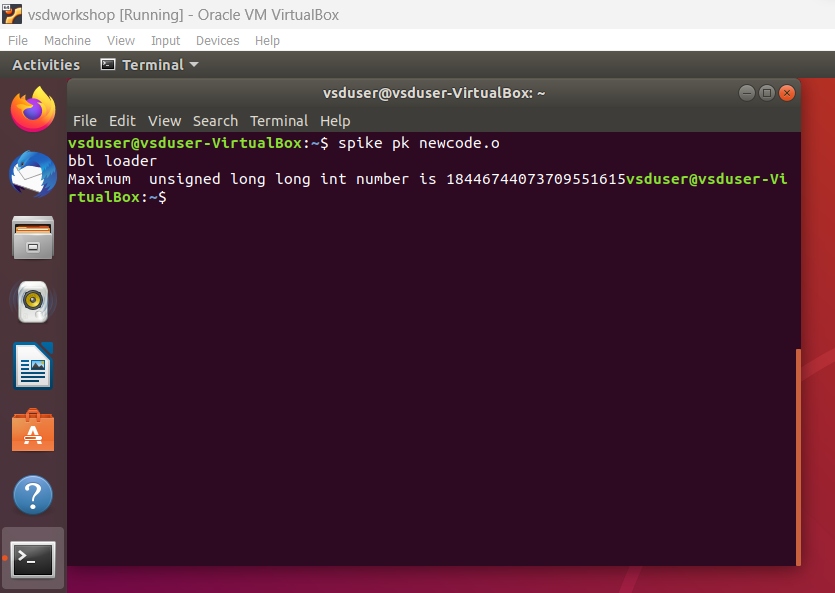 vsdworkshop [Running] - Oracle VM VirtualBox
File Machine View Input Devices Help
Activities Terminal
vsduser@vsduser-VirtualBox: ~
File Edit View Search Terminal Help
vsduser@vsduser-VirtualBox:~$ spike pk newcode.o
bbl loader
Maximum  unsigned long long int number is 18446744073709551615vsduser@vsduser-Vi
rtualBox:~$